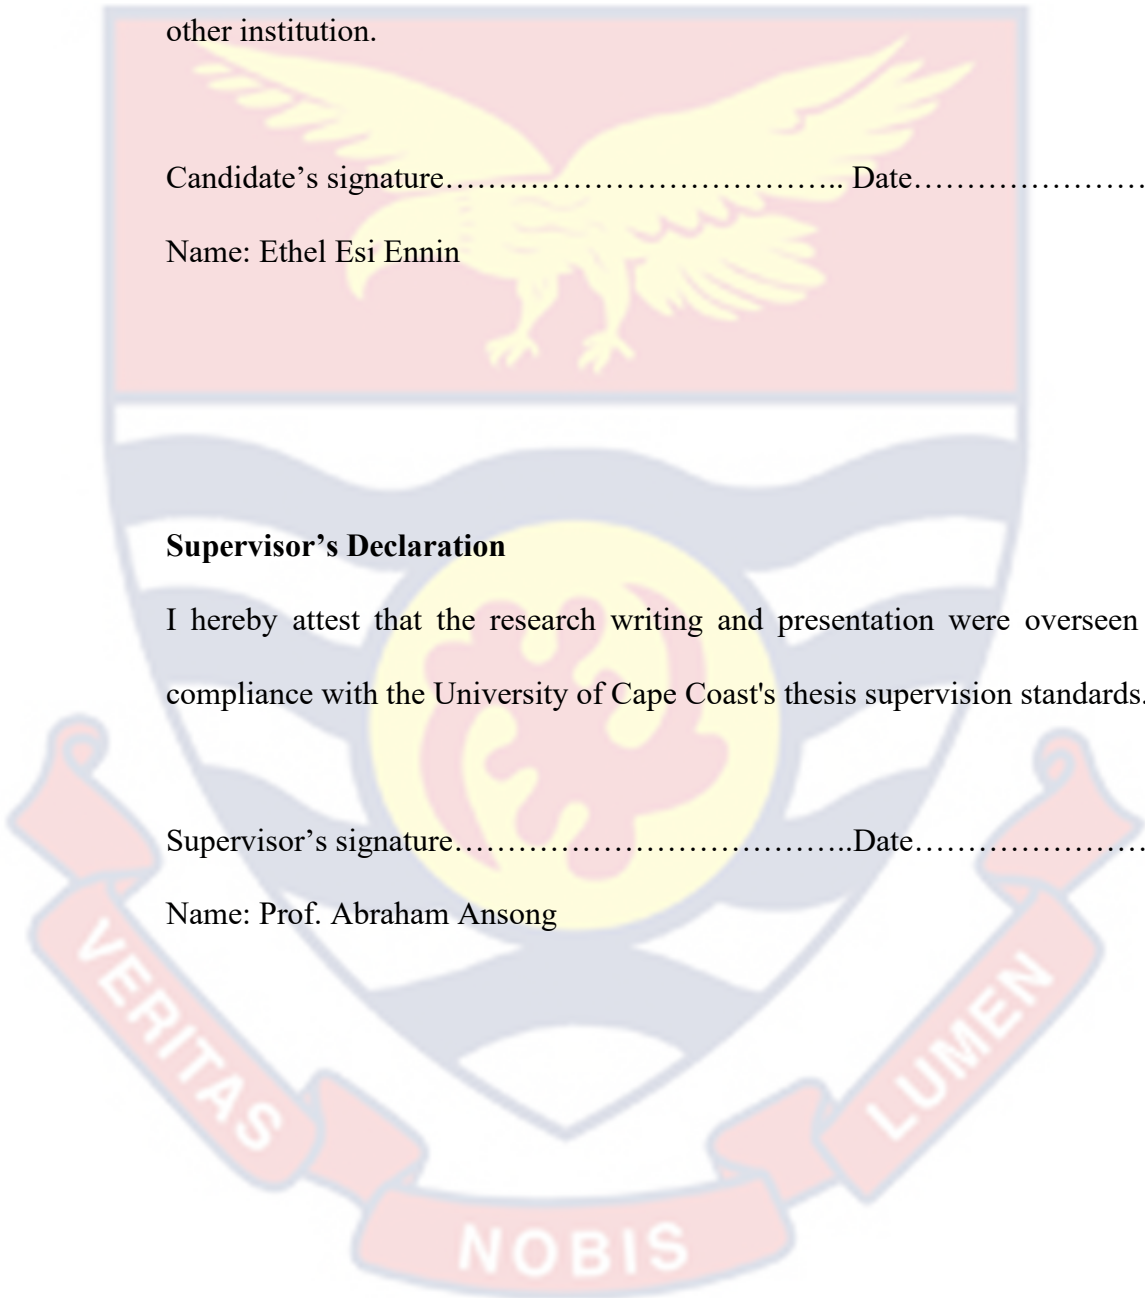 other institution.
Candidate’s signature……………………………….. Date…………………
Name: Ethel Esi Ennin
Supervisor’s Declaration
I hereby attest that the research writing and presentation were overseen
compliance with the University of Cape Coast's thesis supervision standards.
Supervisor’s signature………………………………..Date…………………
Name: Prof. Abraham Ansong
VERITAS
NOBIS
LUMEN